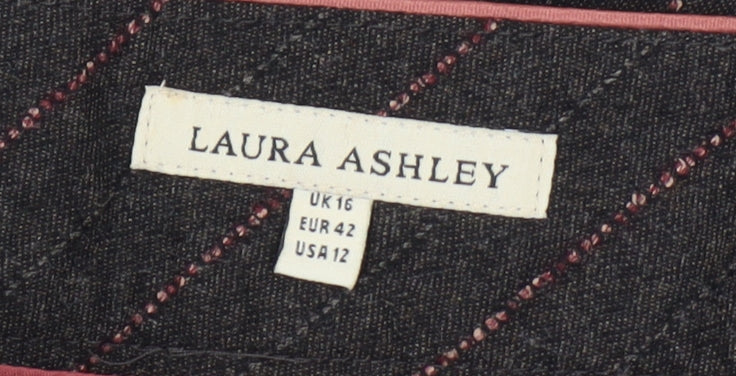 LAURA ASHLEY
UK 16
EUR 42
USA 12